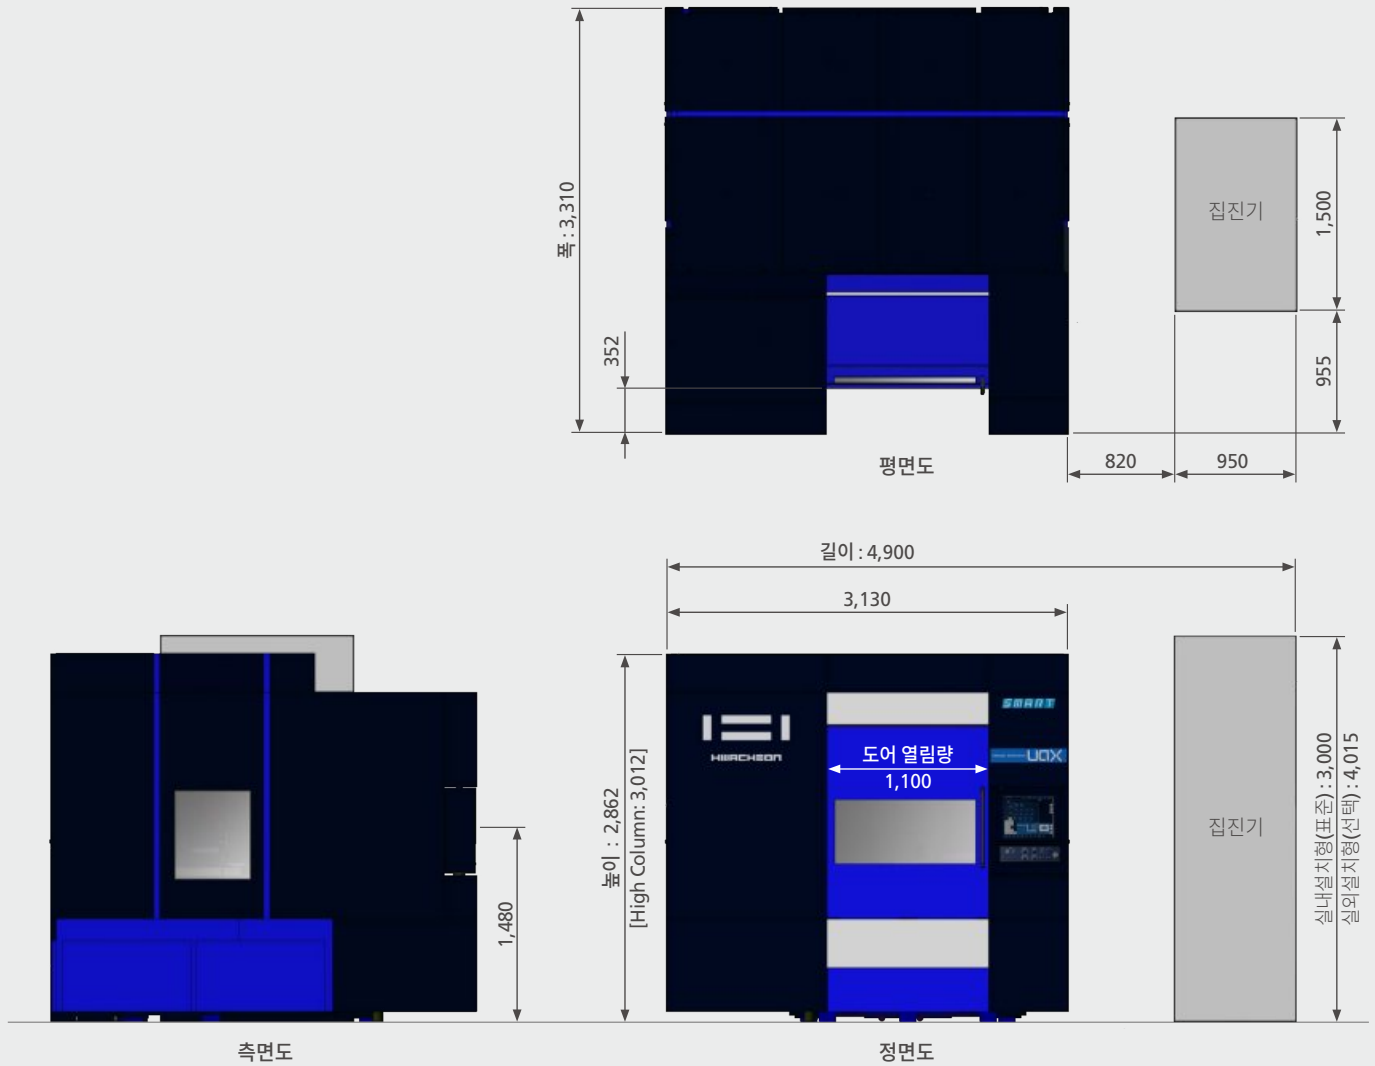 폭 : 3,310
352
집진기
1,500
955
평면도
820
950
길이 : 4,900
3,130
높이 : 2,862
[High Column: 3,012]
HWACHEON
SMART
UAX
도어 열림량
1,100
집진기
실내설치형(표준) : 3,000
실외설치형(선택) : 4,015
1,480
측면도
정면도